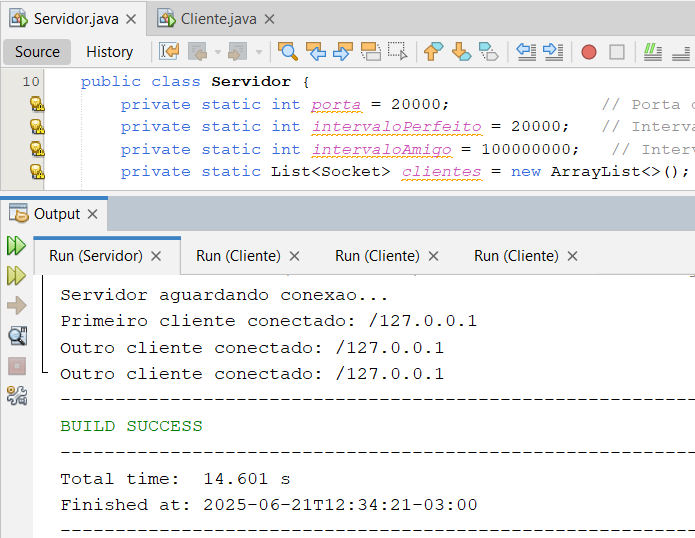 Servidor.java Cliente.java
Source History
10 public class Servidor {
private static int porta = 20000; // Porta
private static int intervaloPerfeito = 20000; // Interva
private static int intervaloAmigo = 100000000; // Inter
private static List<Socket> clientes = new ArrayList<>();
Output
Run (Servidor) Run (Cliente) Run (Cliente) Run (Cliente)
Servidor aguardando conexao...
Primeiro cliente conectado: /127.0.0.1
Outro cliente conectado: /127.0.0.1
Outro cliente conectado: /127.0.0.1
------------------------------------------------------------
BUILD SUCCESS
------------------------------------------------------------
Total time: 14.601 s
Finished at: 2025-06-21T12:34:21-03:00
------------------------------------------------------------